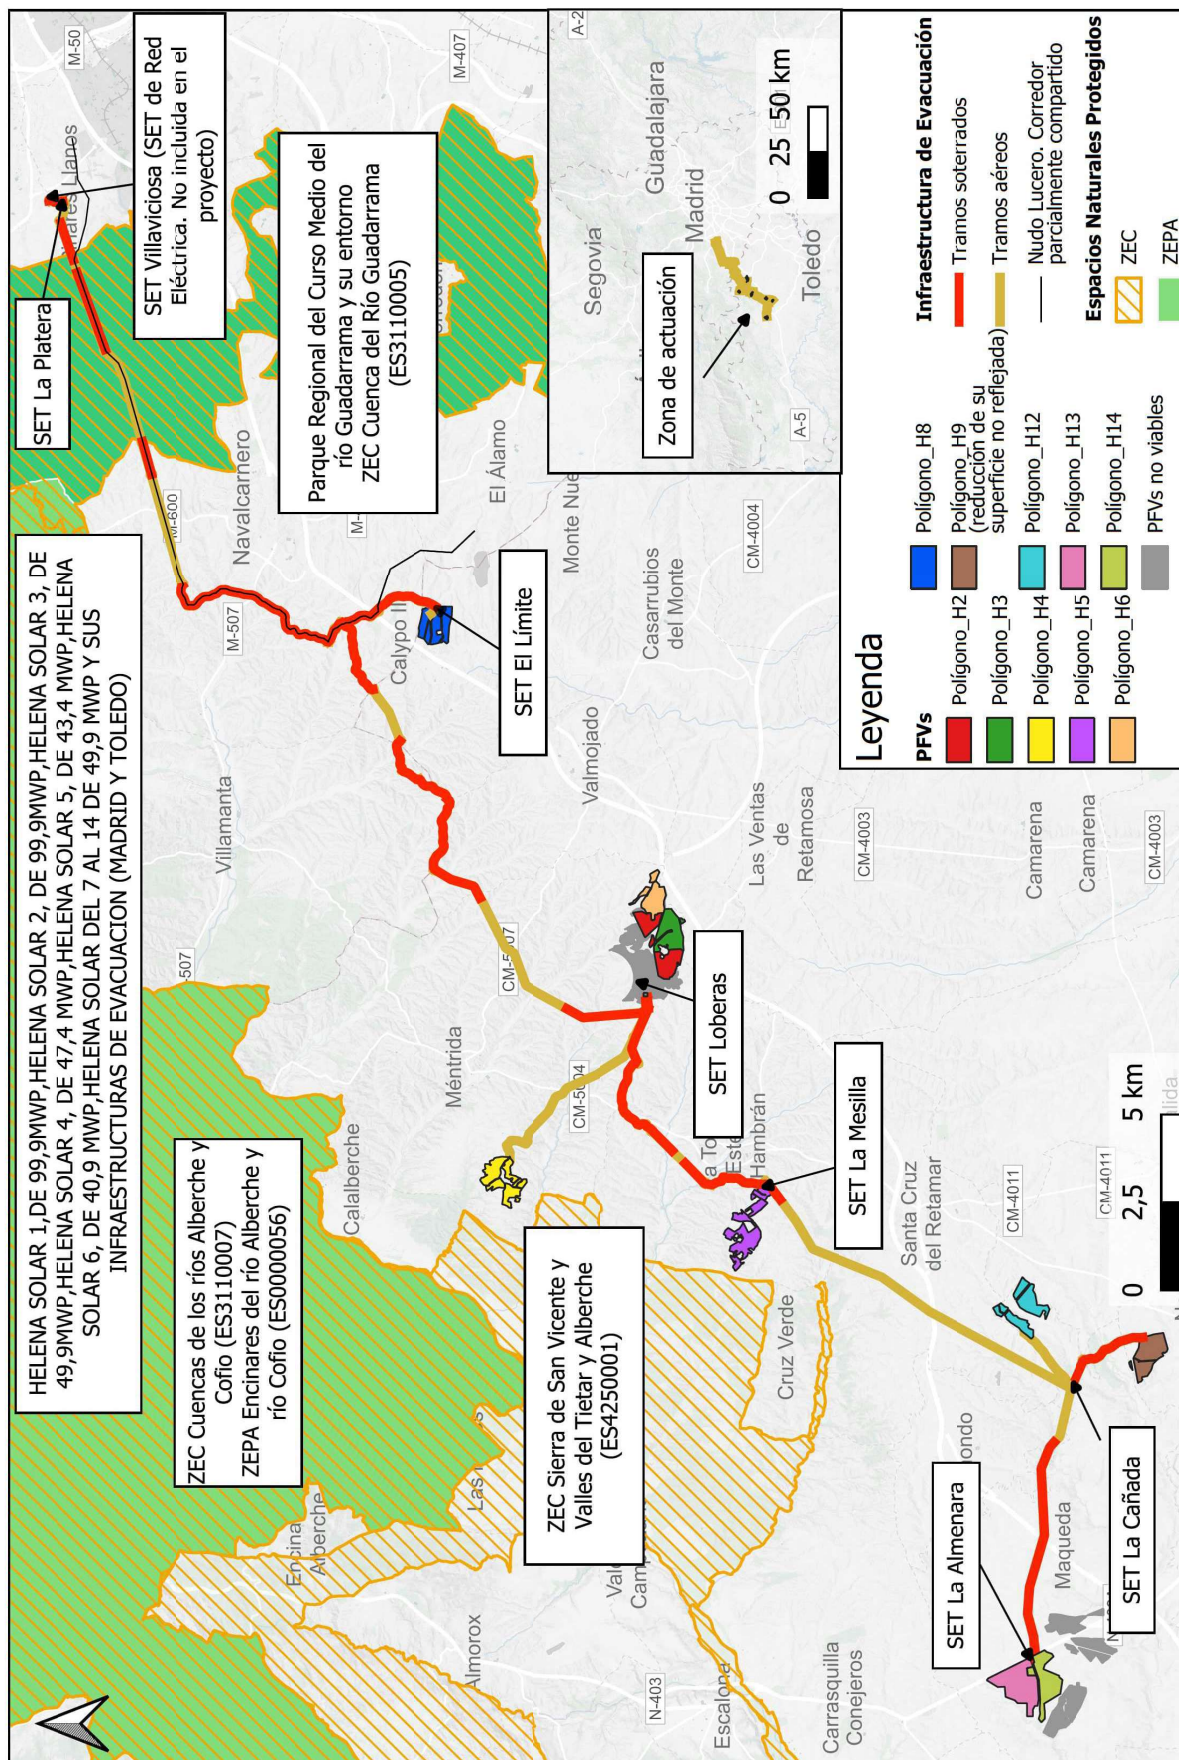 HELENA SOLAR 1,DE 99,9MWP,HELENA SOLAR 2, DE 99,9MWP,HELENA SOLAR 3, DE
49,9MWP,HELENA SOLAR 4, DE 47,4 MWP,HELENA SOLAR 5, DE 43,4 MWP,HELENA
SOLAR 6, DE 40,9 MWP,HELENA SOLAR DEL 7 AL 14 DE 49,9 MWP Y SUS
INFRAESTRUCTURAS DE EVACUACION (MADRID Y TOLEDO)
SET La Platera
SET Villaviciosa (SET de Red
Eléctrica. No incluida en el
proyecto)
M-50
Llanes
M-407
ZEC Cuencas de los ríos Alberche y
Cofio (ES3110007)
ZEPA Encinares del río Alberche y
río Cofio (ES0000056)
Parque Regional del Curso Medio del
río Guadarrama y su entorno
ZEC Cuenca del Río Guadarrama
(ES3110005)
M-600
Navalcarnero
M-507
Villamanta
El Álamo
Calypo
SET El Límite
Casarrubios
del Monte
CM-4004
Valmojado
Las Ventas
de
Retamosa
CM-4003
Camarena
Camarena
CM-4003
Calalberche
Méntrida
CM-5004
SET Loberas
Encina
Alberche
Almorox
ZEC Sierra de San Vicente y
Valles del Tietar y Alberche
(ES4250001)
Cruz Verde
Hambrán
SET La Mesilla
Santa Cruz
del Retamar
CM-4011
CM-4011
N-403
Escalona
Carrasquilla
Conejeros
SET La Almenara
Maqueda
SET La Cañada
0 2,5 5 km
A-2
Segovia
Guadalajara
Madrid
Toledo
A-5
Zona de actuación
0 25 50 km
Leyenda
PFVs
Polígono_H2
Polígono_H3
Polígono_H4
Polígono_H5
Polígono_H6
Polígono_H8
Polígono_H9
(reducción de su
superficie no reflejada)
Polígono_H12
Polígono_H13
Polígono_H14
PFVs no viables
Infraestructura de Evacuación
Tramos soterrados
Tramos aéreos
Nudo Lucero. Corredor
parcialmente compartido
Espacios Naturales Protegidos
ZEC
ZEPA